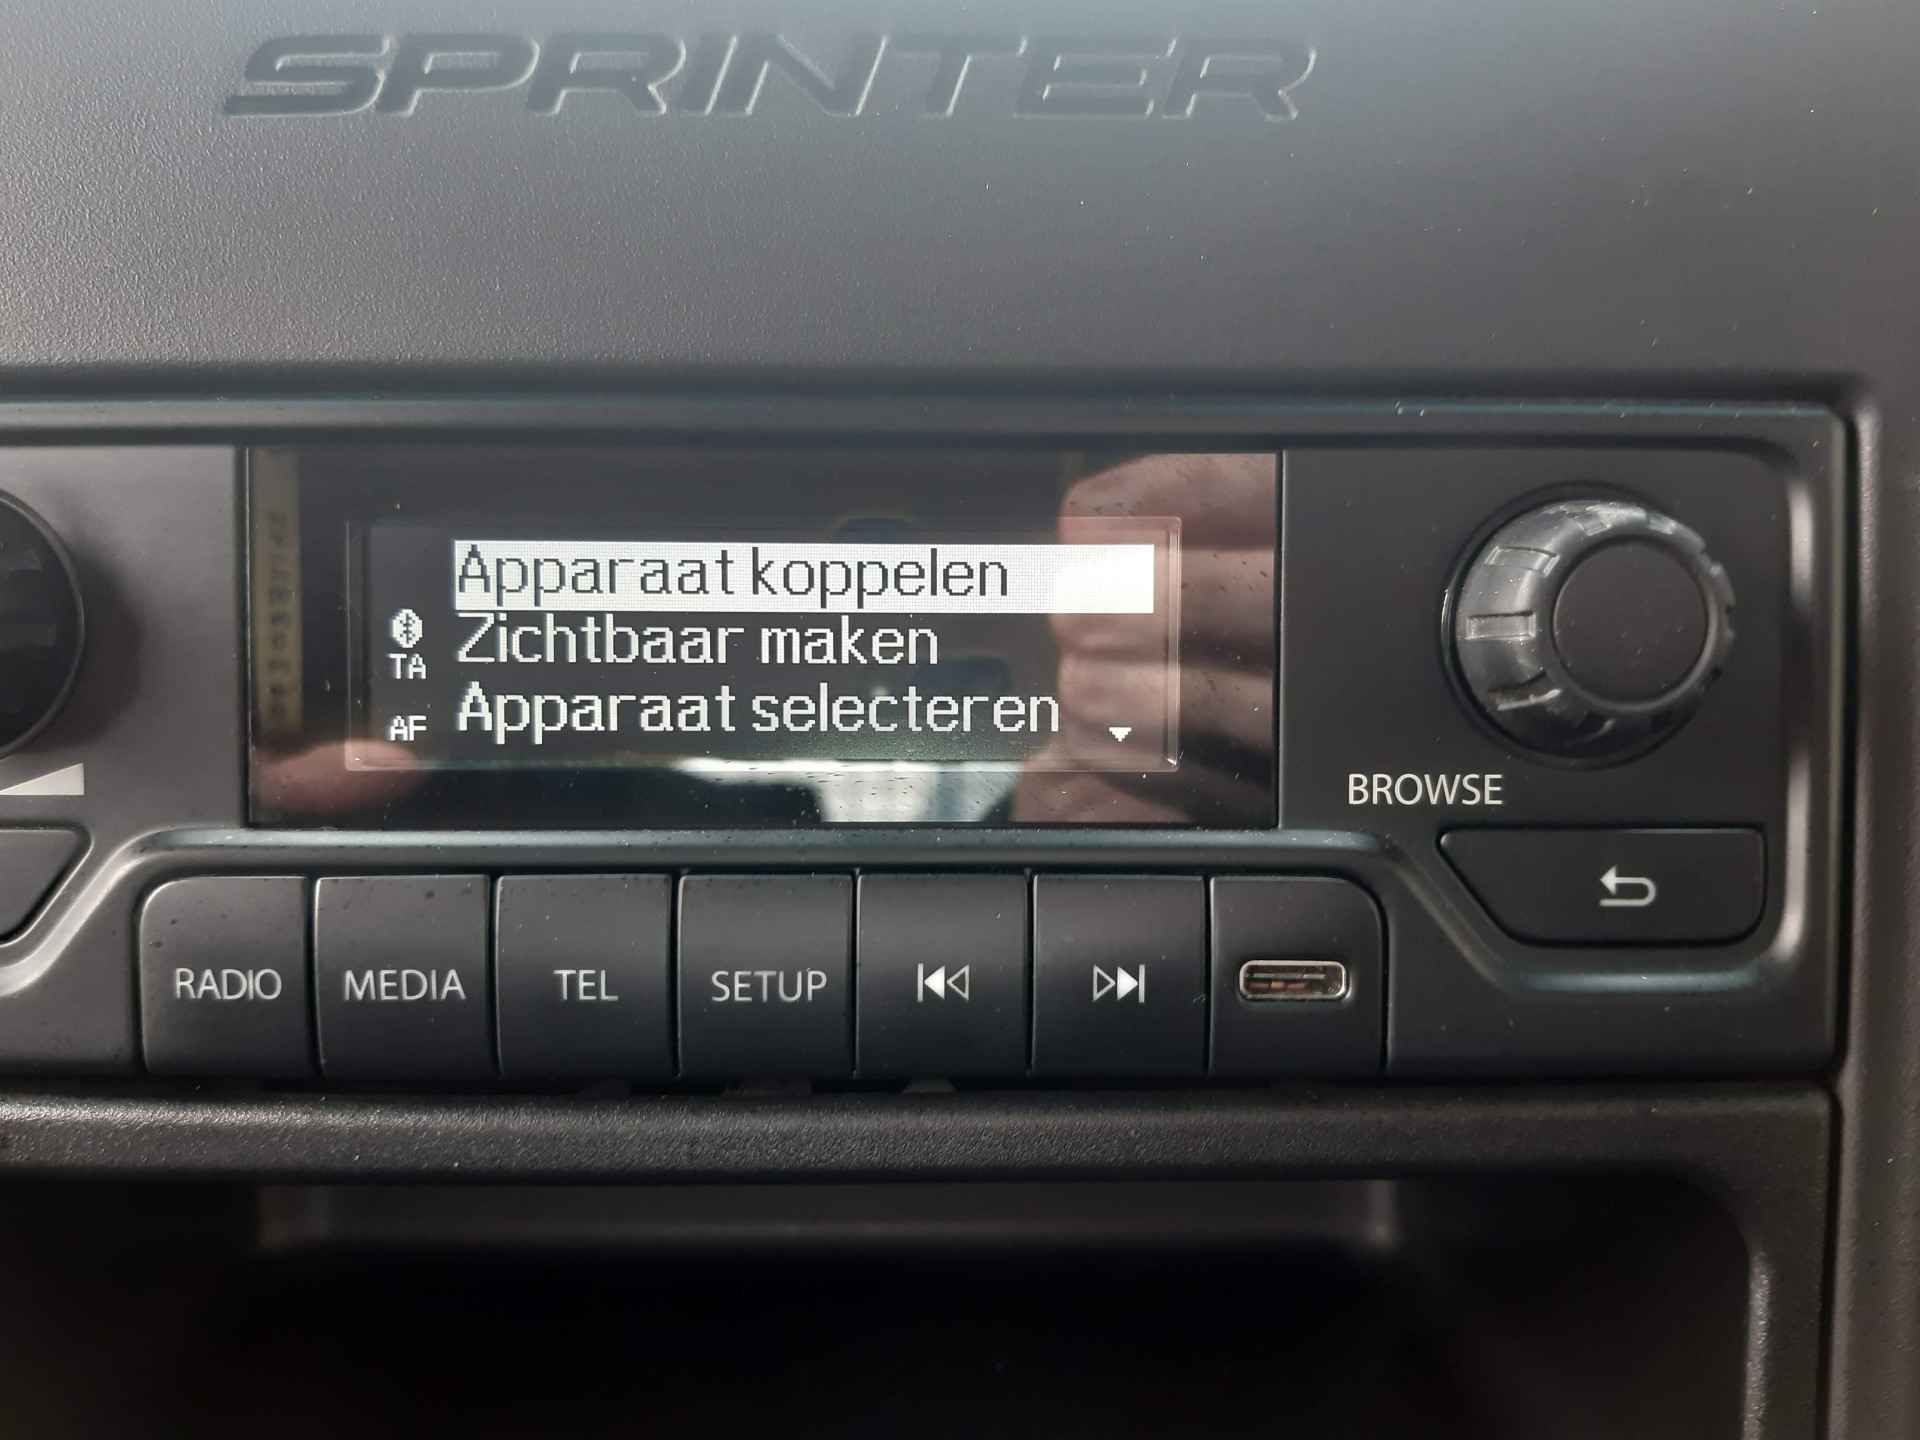 SPRINTER
Apparaat koppelen
Zichtbaar maken
TA
Apparaat selecteren
AF
BROWSE
RADIO
MEDIA
TEL
SETUP